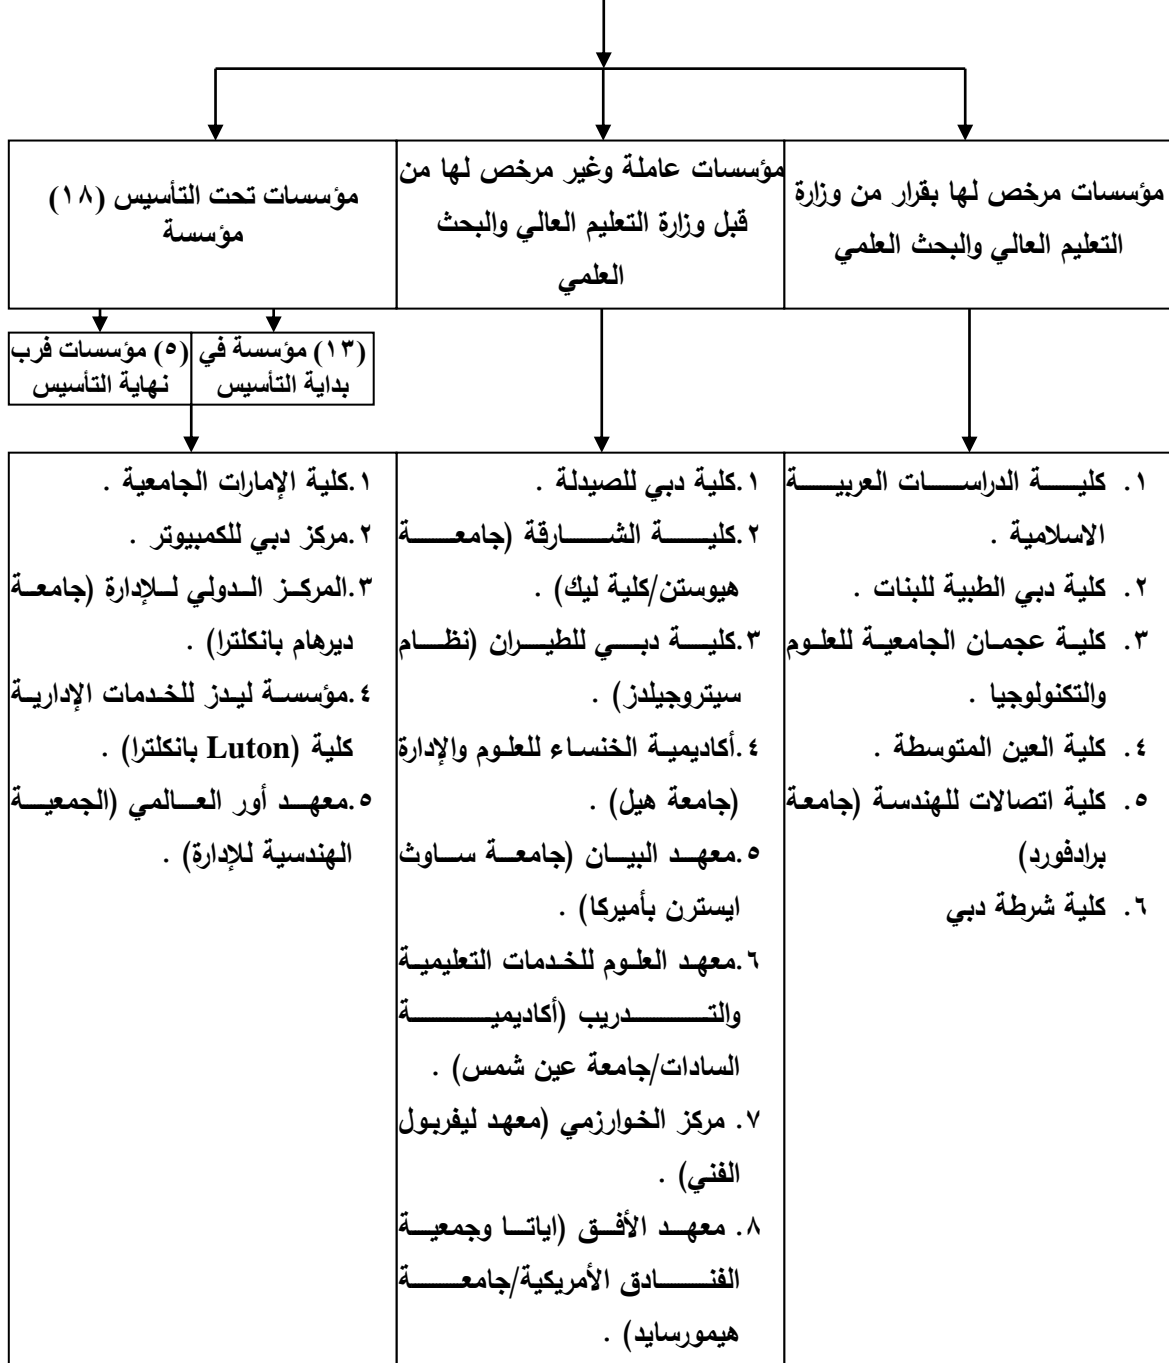 مؤسسات مرخص لها بقرار من وزارة
التعليم العالي والبحث العلمي
مؤسسات عاملة وغير مرخص لها من
قبل وزارة التعليم العالي والبحث
العلمي
مؤسسات تحت التأسيس (١٨)
مؤسسة
(١٣) مؤسسة في
بداية التأسيس
(٥) مؤسسات فرب
نهاية التأسيس
١. كلية الدراسات العربية
الاسلامية .
٢. كلية دبي الطبية للبنات .
٣. كلية عجمان الجامعية للعلوم
والتكنولوجيا .
٤. كلية العين المتوسطة .
٥. كلية اتصالات للهندسة (جامعة
برادفورد)
٦. كلية شرطة دبي
١.كلية دبي للصيدلة .
٢.كلية الشارقة (جامعة
هيوستن/كلية ليك) .
٣.كلية دبي للطيران (نظام
سيتروجيلدز) .
٤.أكاديمية الخنساء للعلوم والإدارة
(جامعة هيل) .
٥.معهد البيان (جامعة ساوث
ايسترن بأميركا) .
٦.معهد العلوم للخدمات التعليمية
والتدريب (أكاديمية
السادات/جامعة عين شمس) .
٧. مركز الخوارزمي (معهد ليفربول
الفني) .
٨. معهد الأفق (اياتا وجمعية
الفنادق الأمريكية/جامعة
هيمورسايد) .
١.كلية الإمارات الجامعية .
٢.مركز دبي للكمبيوتر .
٣.المركز الدولي للإدارة (جامعة
ديرهام بانكلترا) .
٤.مؤسسة ليدز للخدمات الإدارية
كلية (Luton بانكلترا) .
٥.معهد أور العالمي (الجمعية
الهندسية للإدارة) .